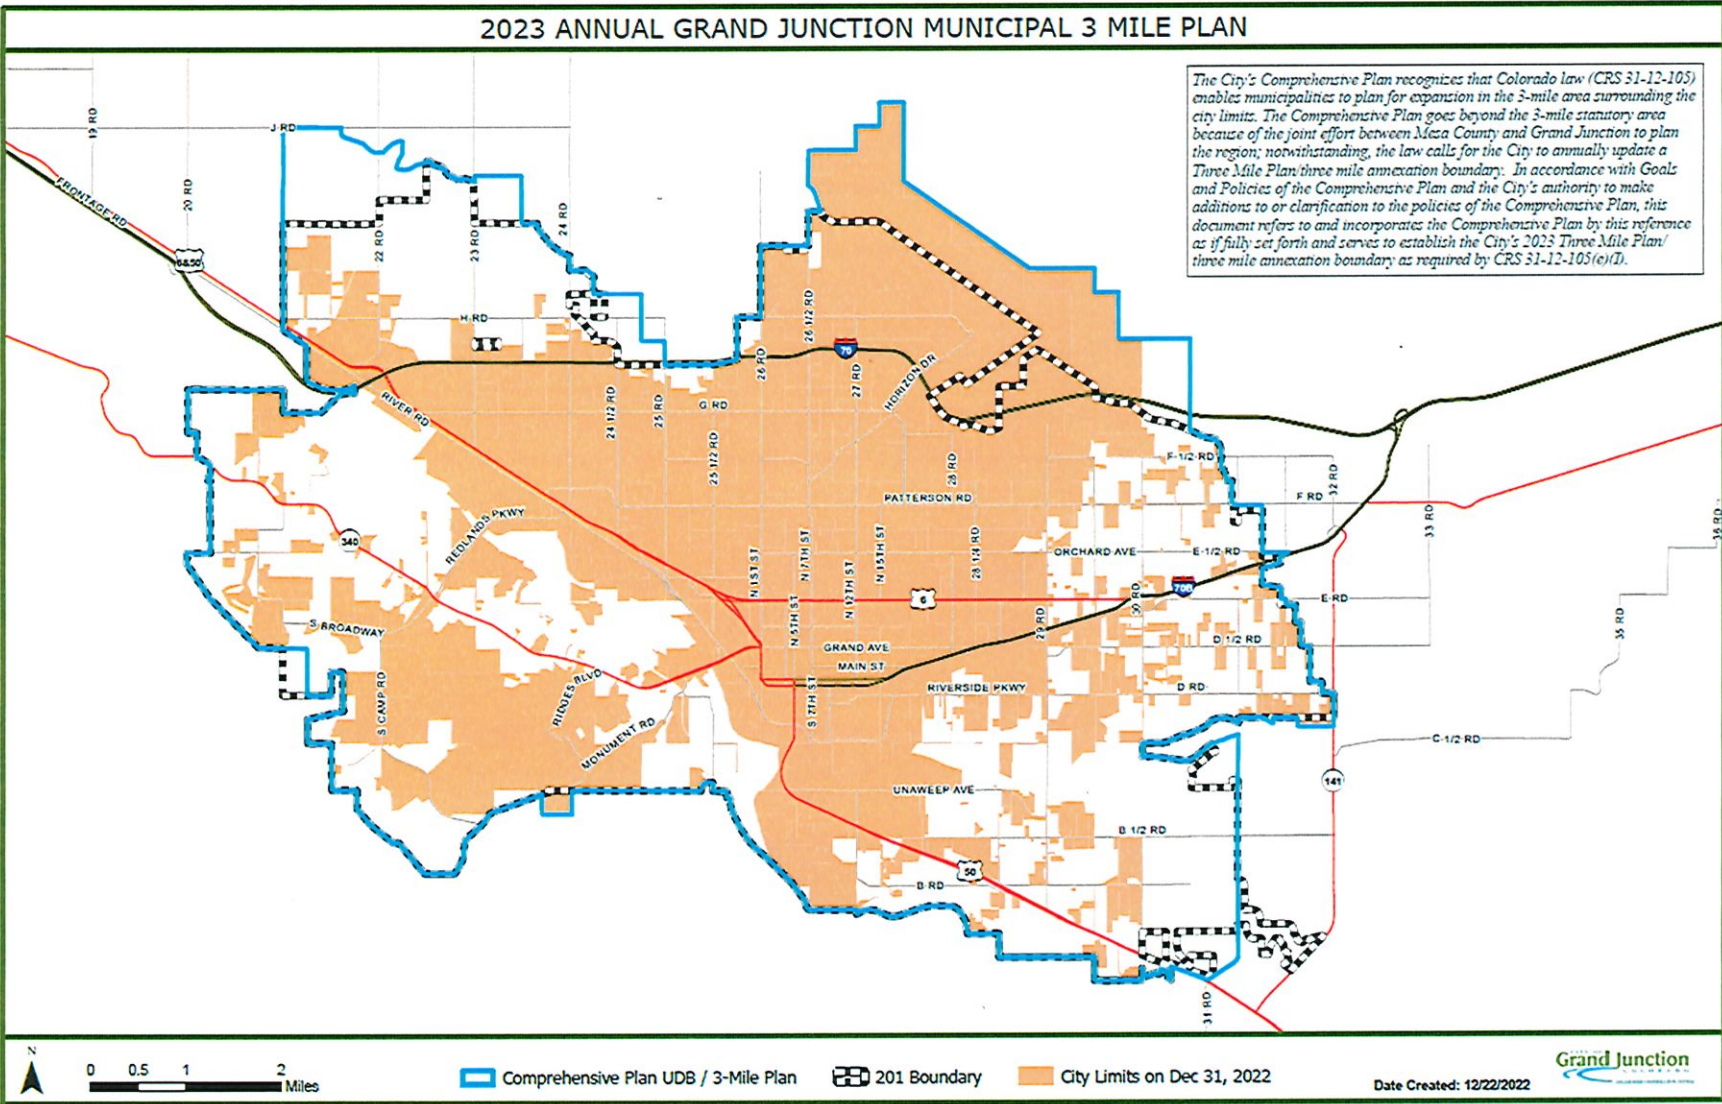 2023 ANNUAL GRAND JUNCTION MUNICIPAL 3 MILE PLAN
The City's Comprehensive Plan recognizes that Colorado law (CRS 31-12-105)
enables municipalities to plan for expansion in the 3-mile area surrounding the
city limits. The Comprehensive Plan goes beyond the 3-mile statutory area
because of the joint effort between Mesa County and Grand Junction to plan
the region; notwithstanding, the law calls for the City to annually update a
Three Mile Plan/three mile annexation boundary. In accordance with Goals
and Policies of the Comprehensive Plan and the City's authority to make
additions to or clarification to the policies of the Comprehensive Plan, this
document refers to and incorporates the Comprehensive Plan by this reference
as if fully set forth and serves to establish the City's 2023 Three Mile Plan/
three mile annexation boundary as required by CRS 31-12-105(e)(I).
19 RD
J RD
FRONTAGE RD
20 RD
6&50
22 RD
23 RD
24 RD
H RD
26 1/2 RD
70
26 RD
27 RD
HORIZON DR
RIVER RD
24 1/2 RD
25 RD
G RD
25 1/2 RD
28 RD
F-1/2-RD
32 RD
PATTERSON RD
F RD
33 RD
36 RD
REDLANDS PKWY
340
N 1ST ST
N 7TH ST
N 12TH ST
N 15TH ST
28 1/4 RD
ORCHARD AVE
E-1/2-RD
70B
6
30 RD
E RD
N 5TH ST
29 RD
35 RD
S BROADWAY
GRAND AVE
D 1/2 RD
MAIN ST
S CAMP RD
RIDGES BLVD
S 7TH ST
RIVERSIDE PKWY
D RD
MONUMENT RD
C-1/2-RD
141
UNAWEEP AVE
B 1/2 RD
50
B RD
31 RD
N
0 0.5 1 2
Miles
Comprehensive Plan UDB / 3-Mile Plan
201 Boundary
City Limits on Dec 31, 2022
Date Created: 12/22/2022
Grand Junction
COLORADO